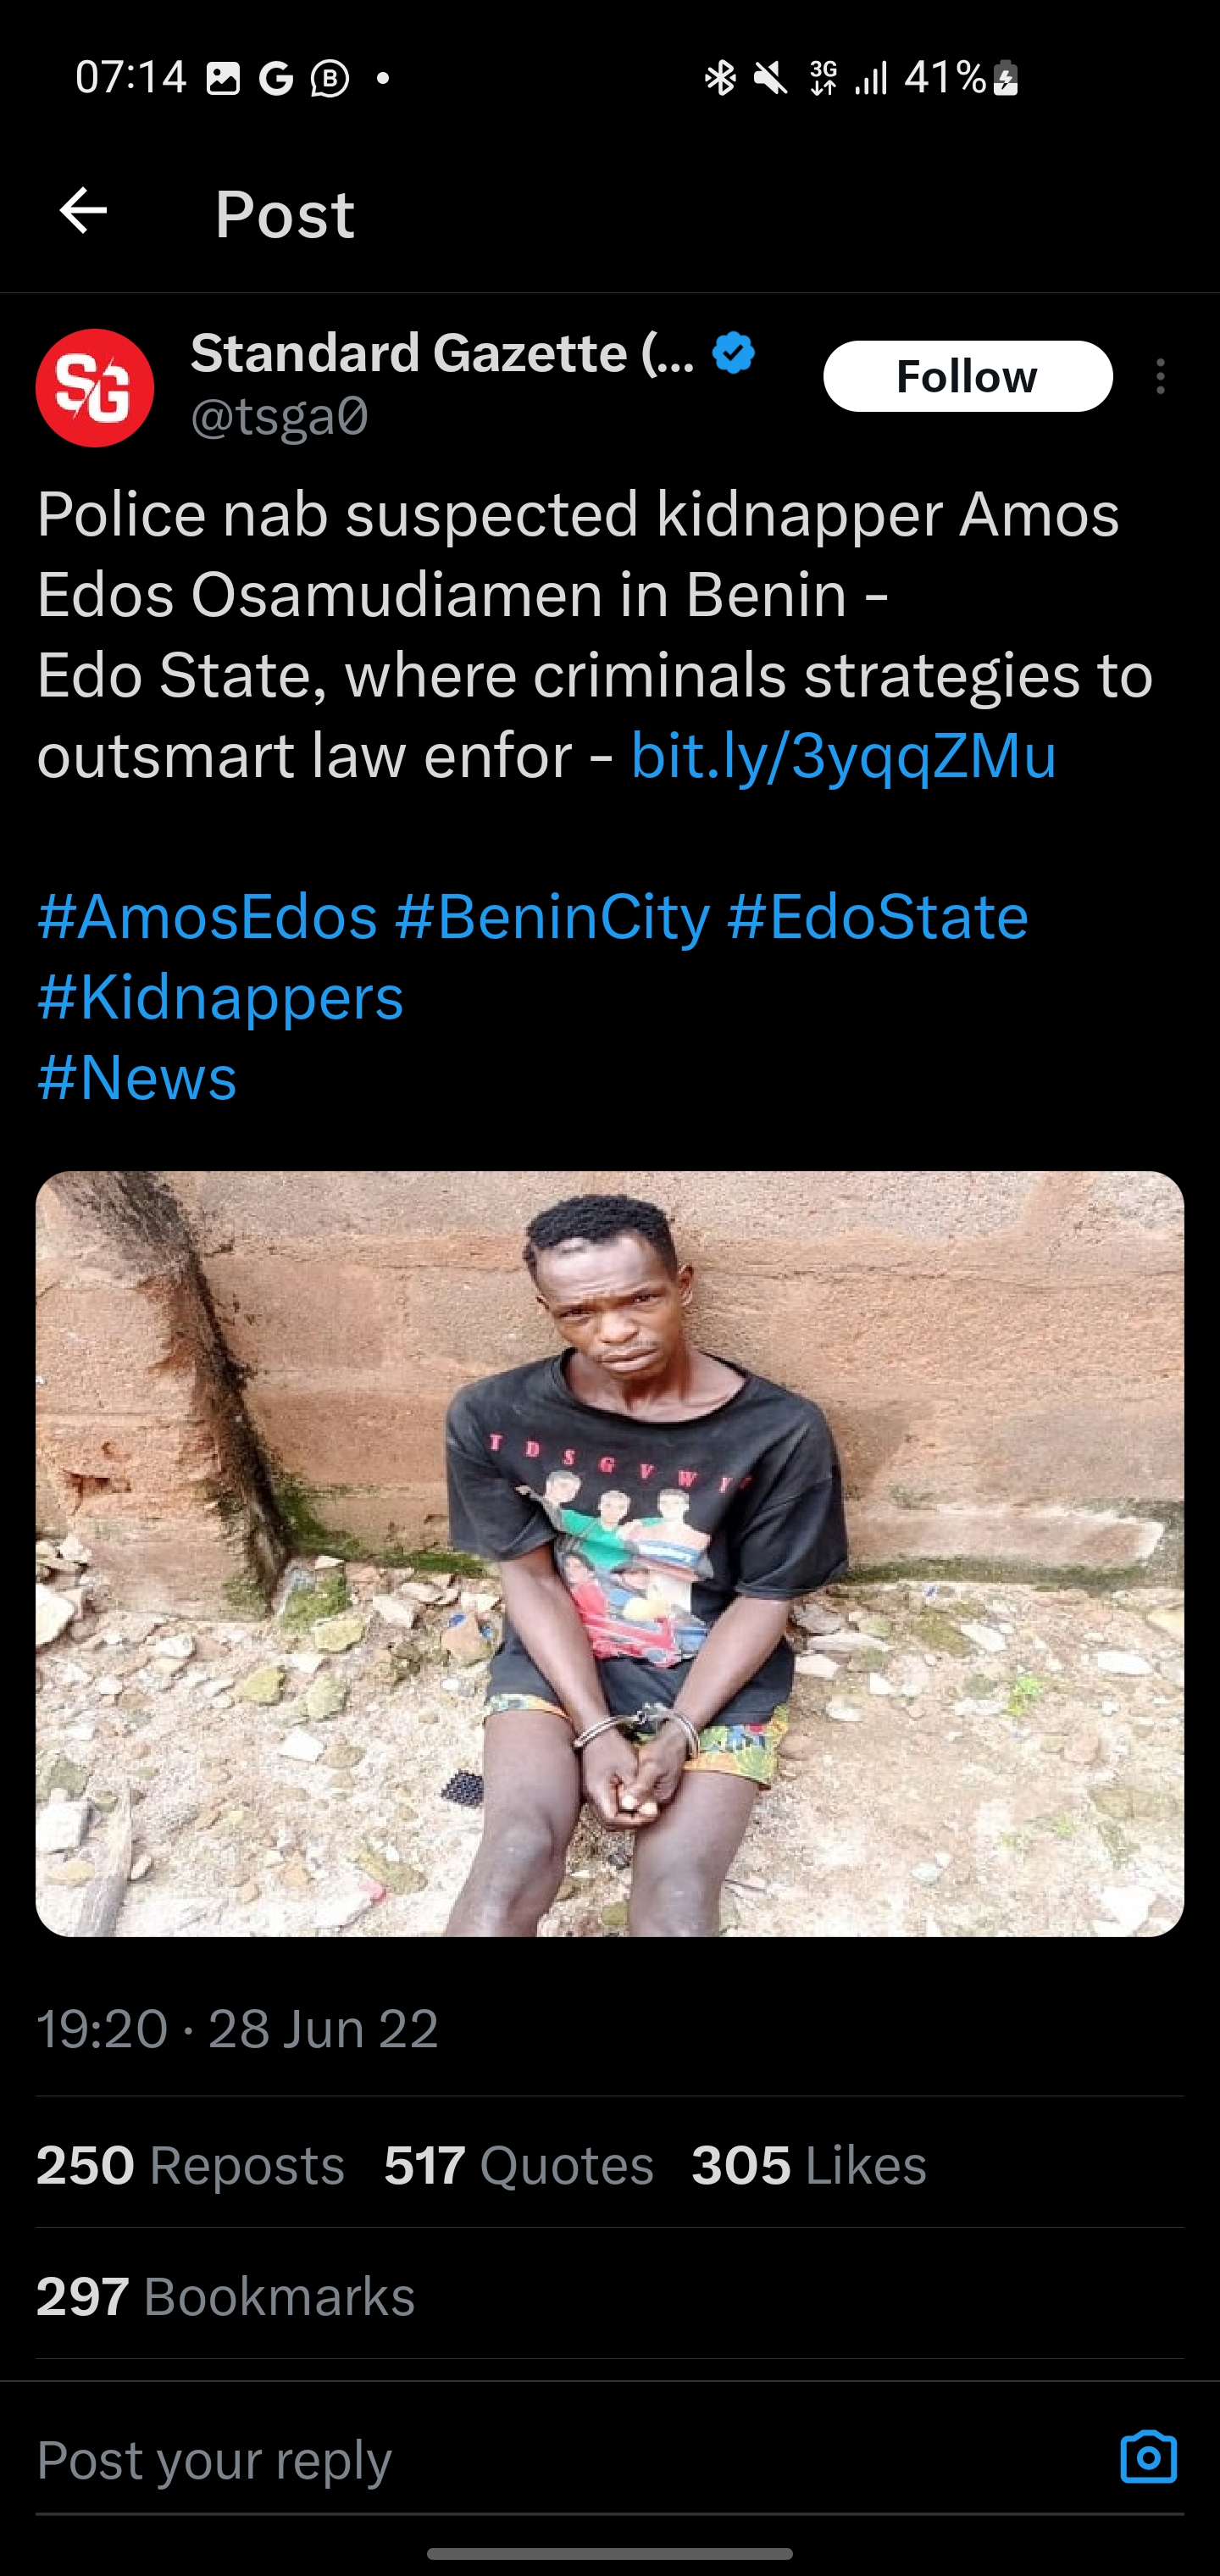 07:14
3G
41%
Post
SG
Standard Gazette (...
Follow
@tsga0
Police nab suspected kidnapper Amos
Edos Osamudiamen in Benin -
Edo State, where criminals strategies to
outsmart law enfor - bit.ly/3yqqZMu
#AmosEdos #BeninCity #EdoState
#Kidnappers
#News
T D S G V W
19:20 · 28 Jun 22
250 Reposts 517 Quotes 305 Likes
297 Bookmarks
Post your reply